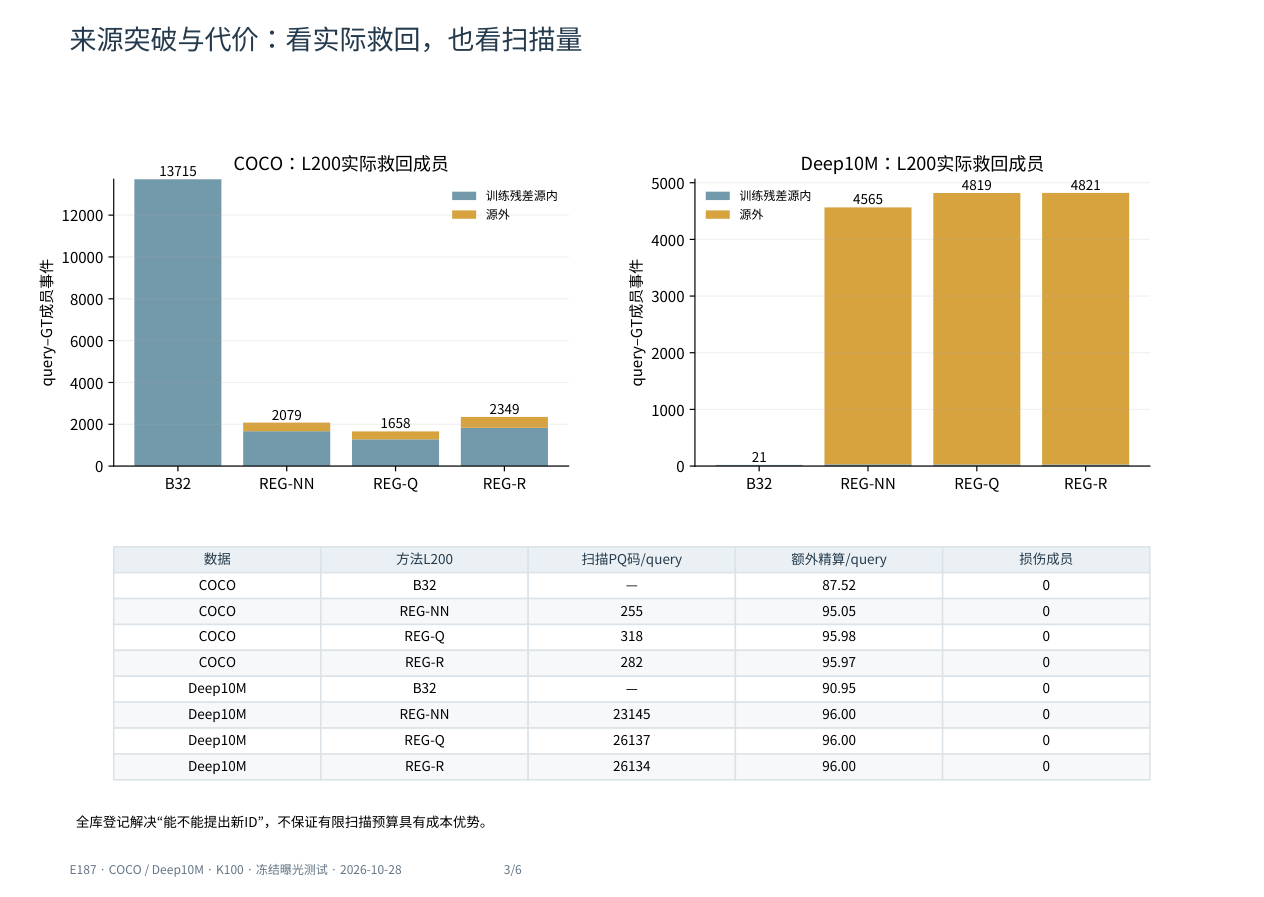 来源突破与代价：看实际救回，也看扫描量
COCO：L200实际救回成员
13715
训练残差源内
源外
12000
10000
8000
6000
4000
2000
0
query–GT成员事件
2079
1658
2349
B32 REG-NN REG-Q REG-R
Deep10M：L200实际救回成员
训练残差源内
源外
5000
4000
3000
2000
1000
0
query–GT成员事件
21
4565
4819
4821
B32 REG-NN REG-Q REG-R
数据 方法L200 扫描PQ码/query 额外精算/query 损伤成员
COCO B32 — 87.52 0
COCO REG-NN 255 95.05 0
COCO REG-Q 318 95.98 0
COCO REG-R 282 95.97 0
Deep10M B32 — 90.95 0
Deep10M REG-NN 23145 96.00 0
Deep10M REG-Q 26137 96.00 0
Deep10M REG-R 26134 96.00 0
全库登记解决“能不能提出新ID”，不保证有限扫描预算具有成本优势。
E187 · COCO / Deep10M · K100 · 冻结曝光测试 · 2026-10-28 3/6